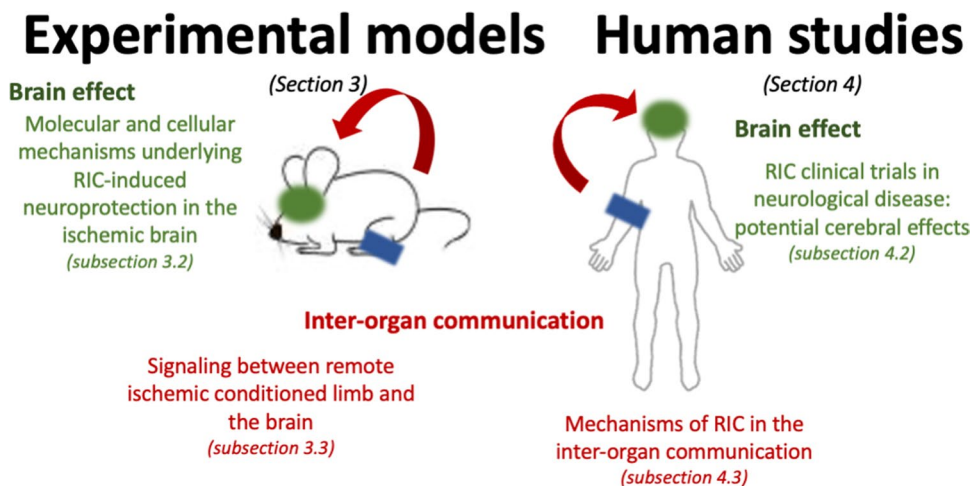 Experimental models
(Section 3)
Brain effect
Molecular and cellular
mechanisms underlying
RIC-induced
neuroprotection in the
ischemic brain
(subsection 3.2)
Human studies
(Section 4)
Brain effect
RIC clinical trials in
neurological disease:
potential cerebral effects
(subsection 4.2)
Inter-organ communication
Signaling between remote
ischemic conditioned limb and
the brain
(subsection 3.3)
Mechanisms of RIC in the
inter-organ communication
(subsection 4.3)